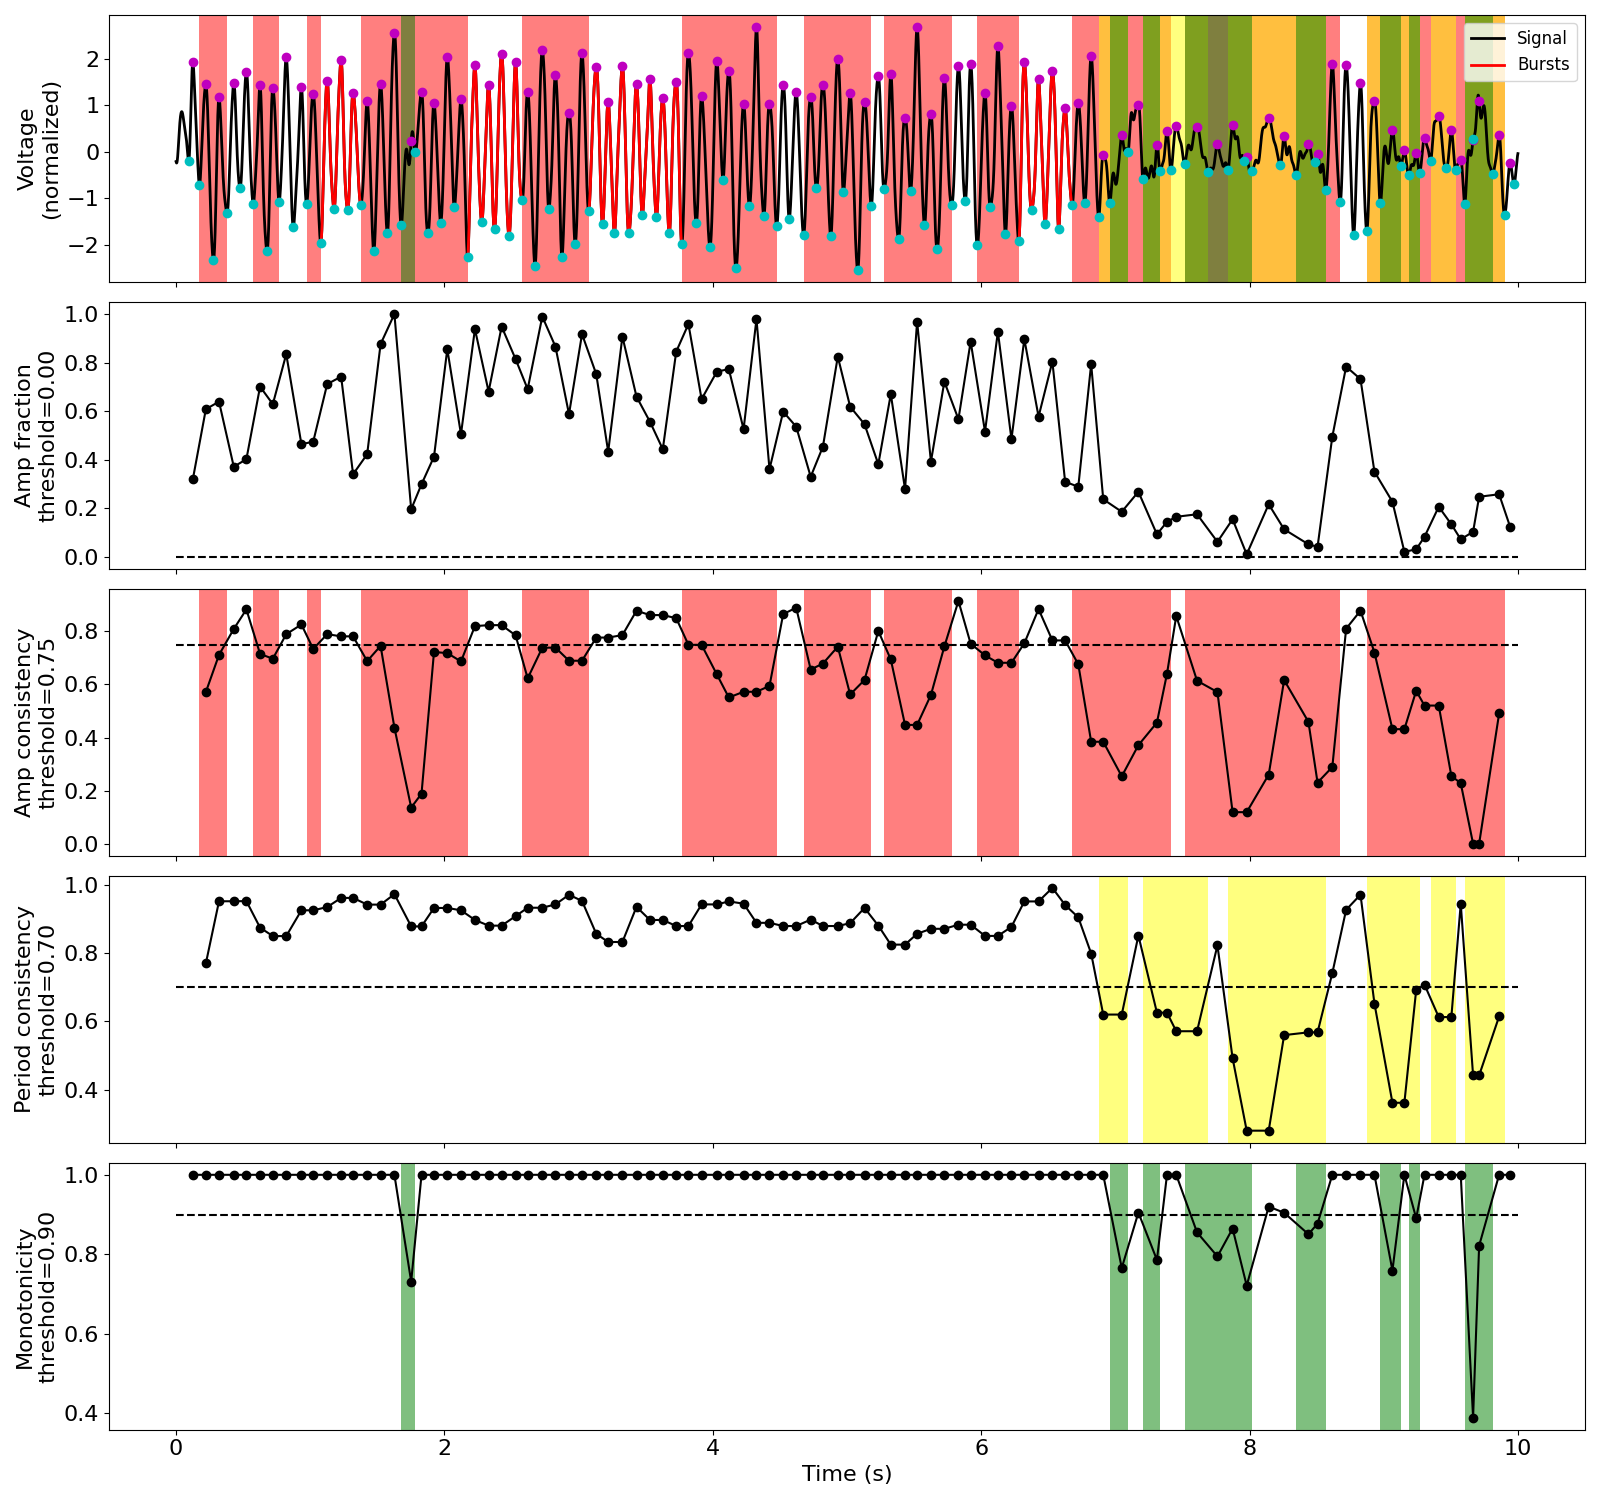 Voltage
(normalized)
2
1
0
−1
−2
Signal
Bursts
Amp fraction
threshold=0.00
1.0
0.8
0.6
0.4
0.2
0.0
Amp consistency
threshold=0.75
0.8
0.6
0.4
0.2
0.0
Period consistency
threshold=0.70
1.0
0.8
0.6
0.4
Monotonicity
threshold=0.90
1.0
0.8
0.6
0.4
0 2 4 6 8 10
Time (s)